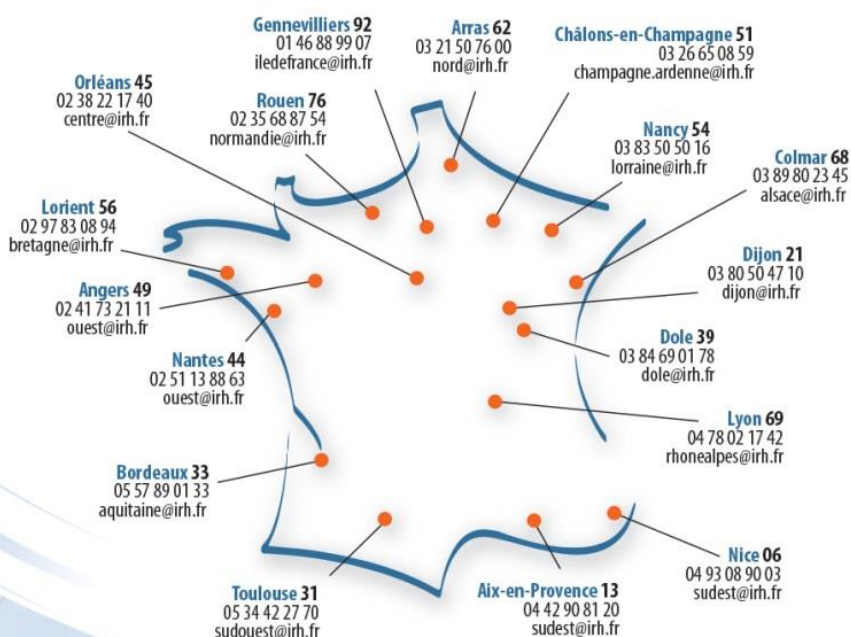 Gennevilliers 92
01 46 88 99 07
iledefrance@irh.fr
Arras 62
03 21 50 76 00
nord@irh.fr
Châlons-en-Champagne 51
03 26 65 08 59
champagne.ardenne@irh.fr
Orléans 45
02 38 22 17 40
centre@irh.fr
Rouen 76
02 35 68 87 54
normandie@irh.fr
Nancy 54
03 83 50 50 16
lorraine@irh.fr
Colmar 68
03 89 80 23 45
alsace@irh.fr
Lorient 56
02 97 83 08 94
bretagne@irh.fr
Dijon 21
03 80 50 47 10
dijon@irh.fr
Angers 49
02 41 73 21 11
ouest@irh.fr
Dole 39
03 84 69 01 78
dole@irh.fr
Nantes 44
02 51 13 88 63
ouest@irh.fr
Lyon 69
04 78 02 17 42
rhonealpes@irh.fr
Bordeaux 33
05 57 89 01 33
aquitaine@irh.fr
Nice 06
04 93 08 90 03
sudest@irh.fr
Toulouse 31
05 34 42 27 70
sudouest@irh.fr
Aix-en-Provence 13
04 42 90 81 20
sudest@irh.fr